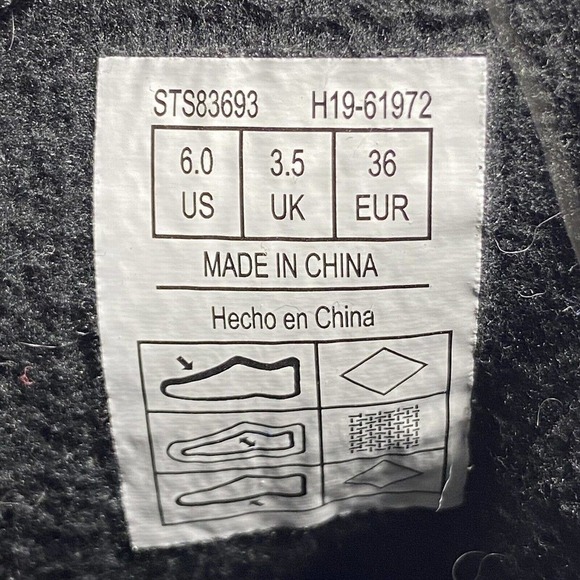 STS83693 H19-61972
6.0 3.5 36
US UK EUR
MADE IN CHINA
Hecho en China